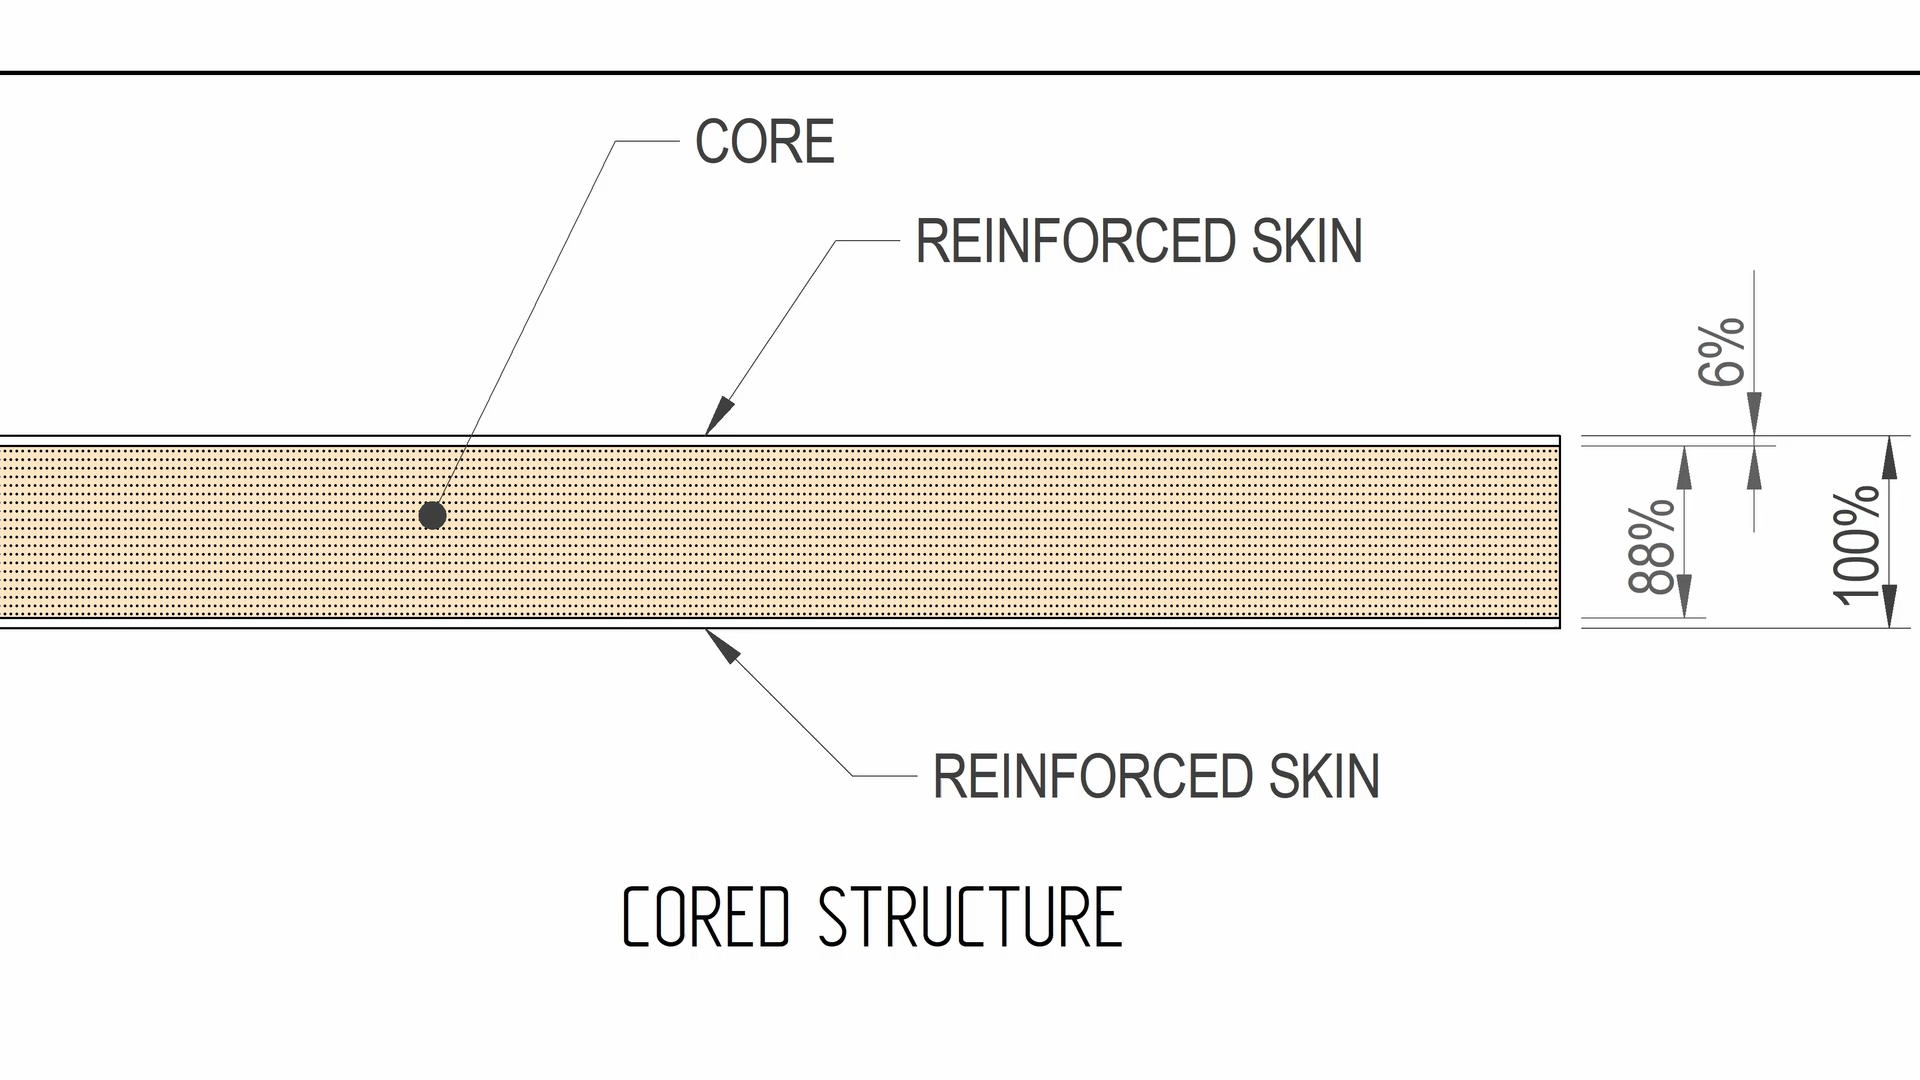 CORE
REINFORCED SKIN
6%
88%
100%
REINFORCED SKIN
CORED STRUCTURE